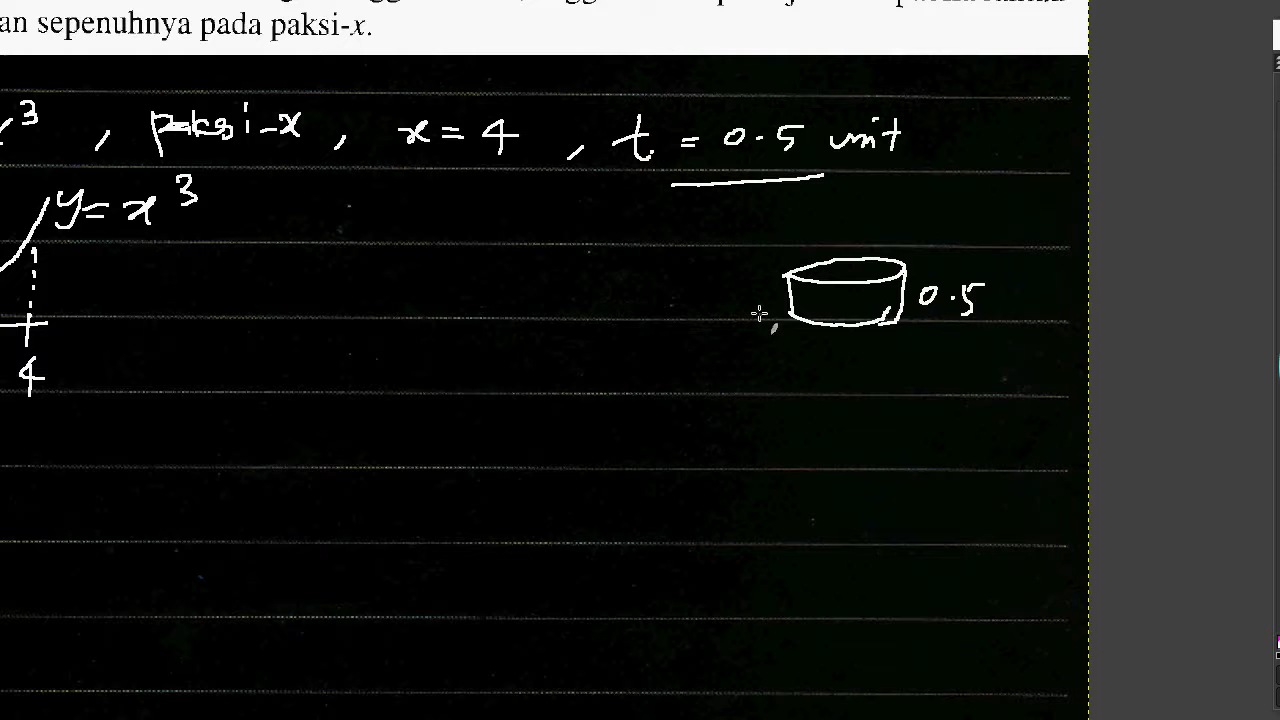 an sepenuhnya pada paksi-x.
3 , paksi-x , x = 4 , t = 0.5 unit
y = x 3
0.5
4